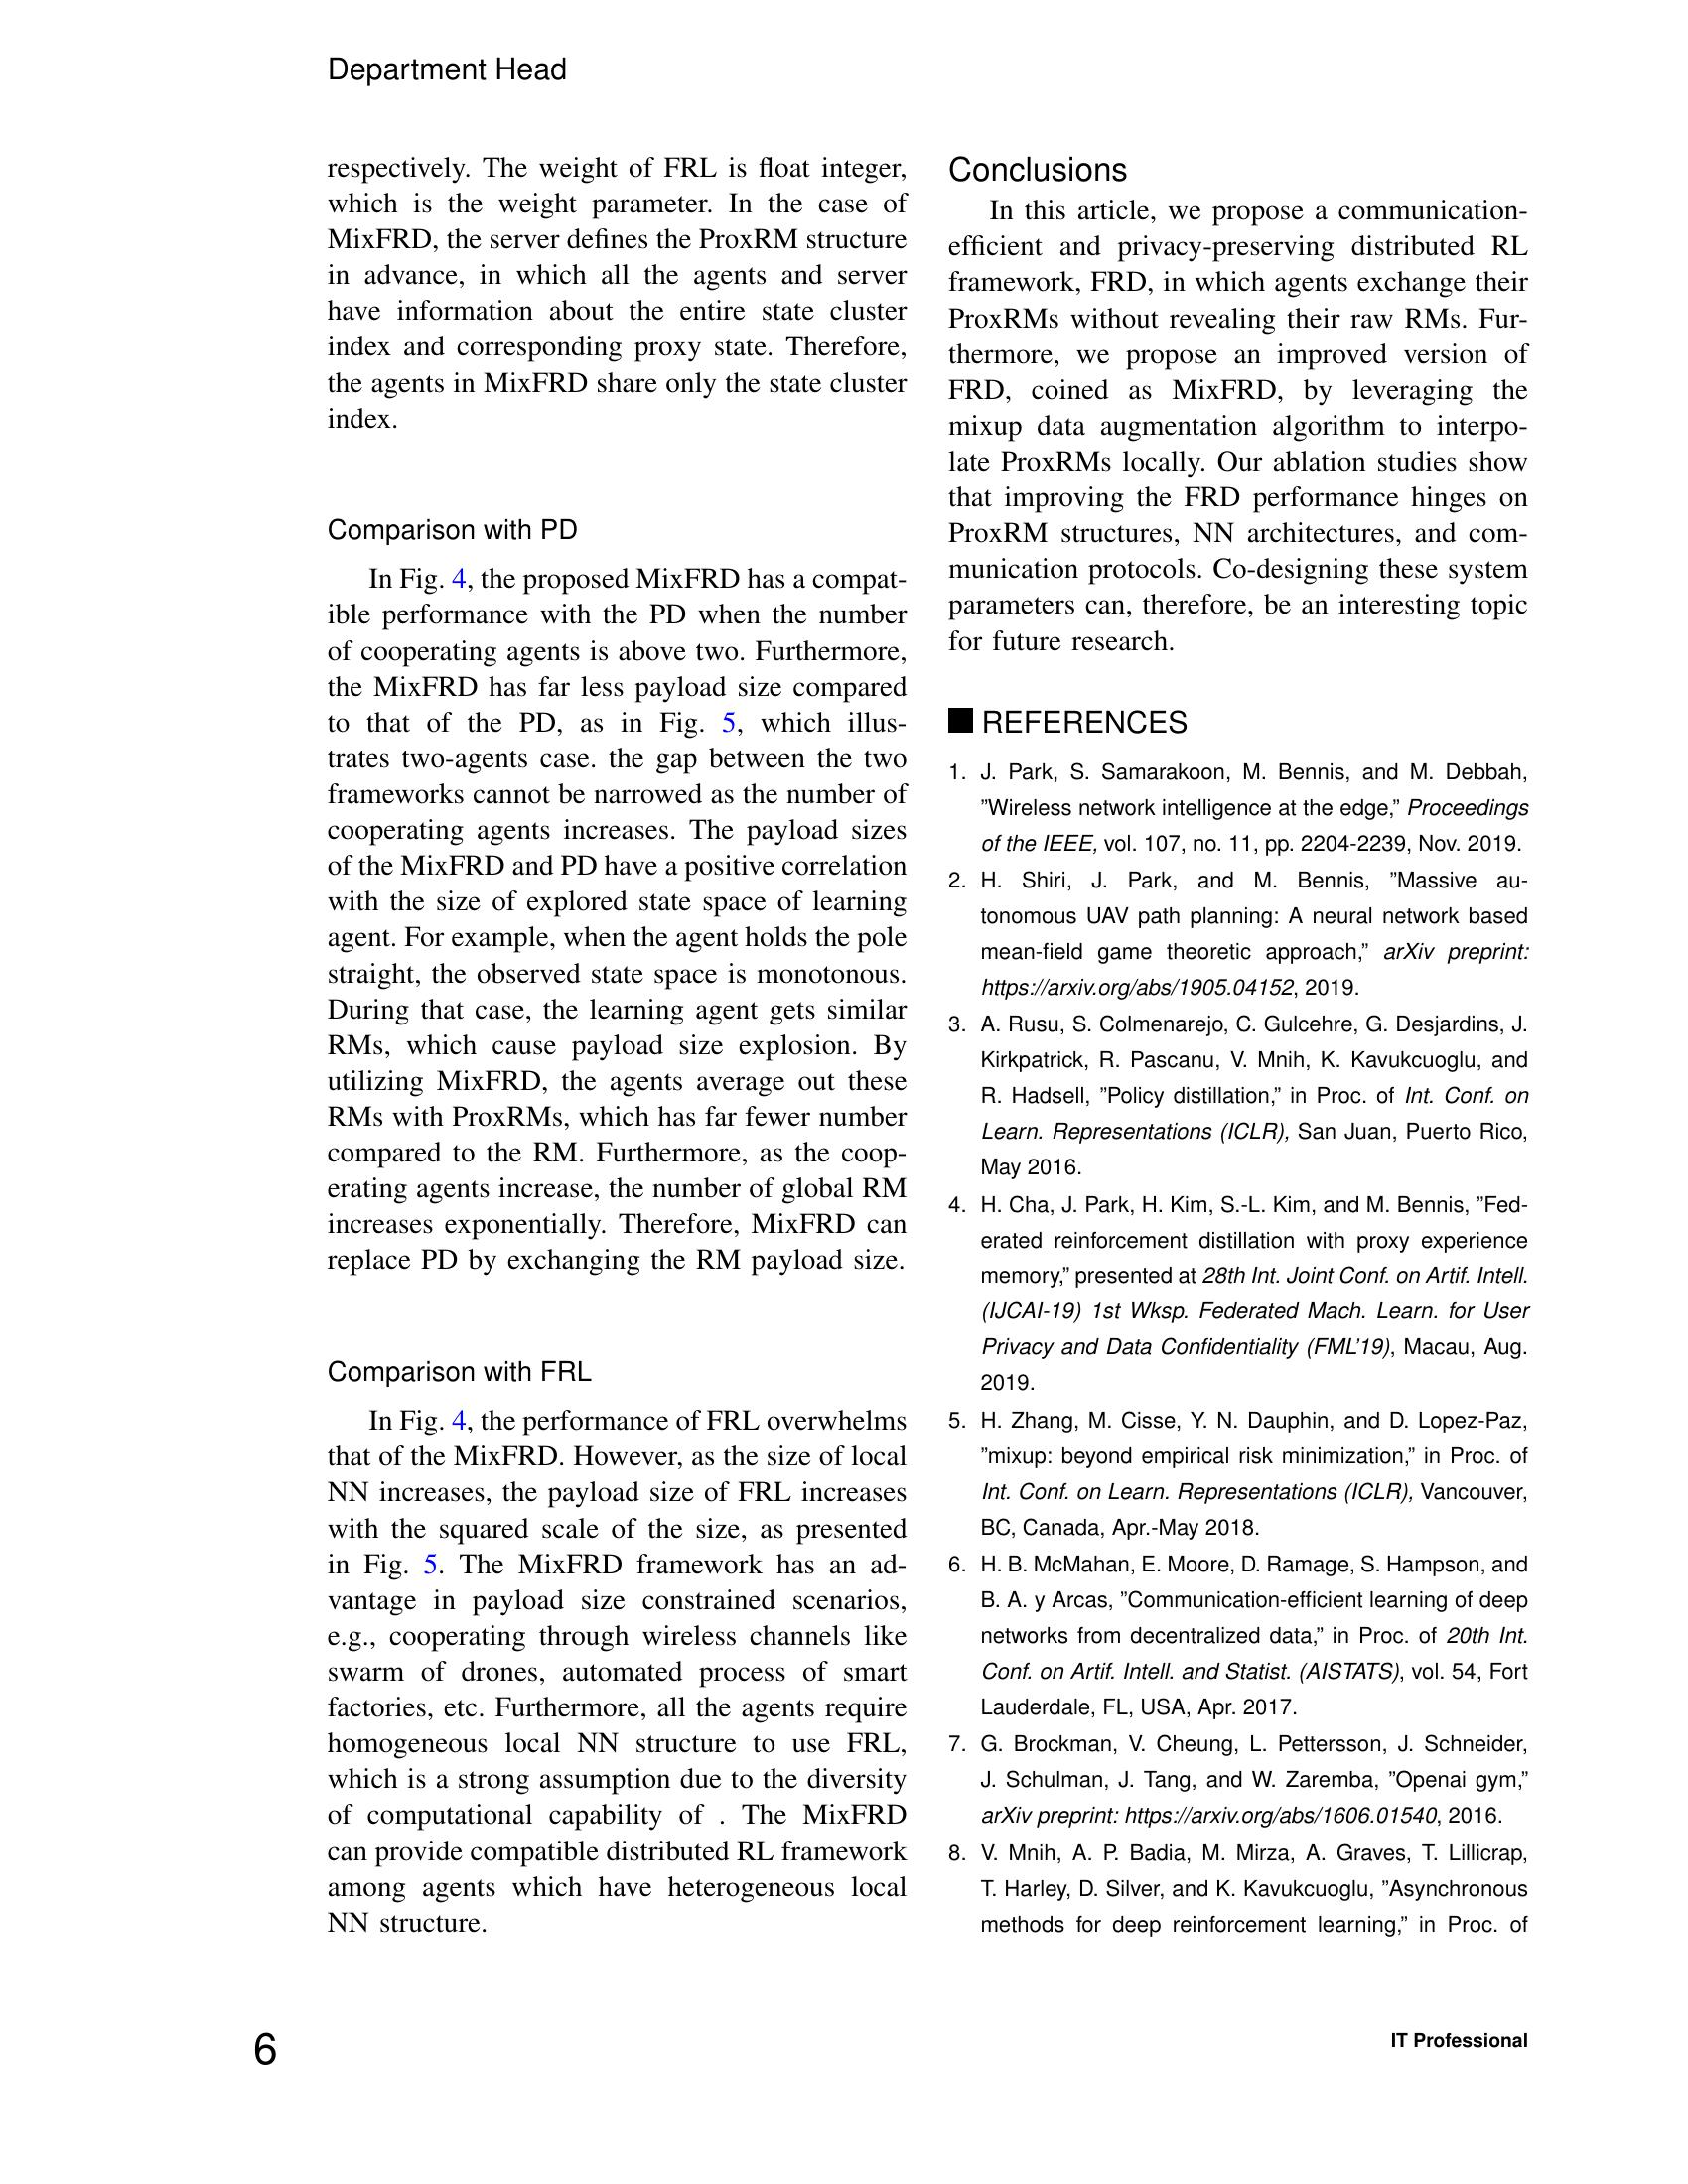 Department Head
respectively. The weight of FRL is float integer,
which is the weight parameter. In the case of
MixFRD, the server defines the ProxRM structure
in advance, in which all the agents and server
have information about the entire state cluster
index and corresponding proxy state. Therefore,
the agents in MixFRD share only the state cluster
index.
Comparison with PD
In Fig. 4, the proposed MixFRD has a compat-
ible performance with the PD when the number
of cooperating agents is above two. Furthermore,
the MixFRD has far less payload size compared
to that of the PD, as in Fig. 5, which illus-
trates two-agents case. the gap between the two
frameworks cannot be narrowed as the number of
cooperating agents increases. The payload sizes
of the MixFRD and PD have a positive correlation
with the size of explored state space of learning
agent. For example, when the agent holds the pole
straight, the observed state space is monotonous.
During that case, the learning agent gets similar
RMs, which cause payload size explosion. By
utilizing MixFRD, the agents average out these
RMs with ProxRMs, which has far fewer number
compared to the RM. Furthermore, as the coop-
erating agents increase, the number of global RM
increases exponentially. Therefore, MixFRD can
replace PD by exchanging the RM payload size.
Comparison with FRL
In Fig. 4, the performance of FRL overwhelms
that of the MixFRD. However, as the size of local
NN increases, the payload size of FRL increases
with the squared scale of the size, as presented
in Fig. 5. The MixFRD framework has an ad-
vantage in payload size constrained scenarios,
e.g., cooperating through wireless channels like
swarm of drones, automated process of smart
factories, etc. Furthermore, all the agents require
homogeneous local NN structure to use FRL,
which is a strong assumption due to the diversity
of computational capability of . The MixFRD
can provide compatible distributed RL framework
among agents which have heterogeneous local
NN structure.
Conclusions
In this article, we propose a communication-
efficient and privacy-preserving distributed RL
framework, FRD, in which agents exchange their
ProxRMs without revealing their raw RMs. Fur-
thermore, we propose an improved version of
FRD, coined as MixFRD, by leveraging the
mixup data augmentation algorithm to interpo-
late ProxRMs locally. Our ablation studies show
that improving the FRD performance hinges on
ProxRM structures, NN architectures, and com-
munication protocols. Co-designing these system
parameters can, therefore, be an interesting topic
for future research.
■ REFERENCES
1. J. Park, S. Samarakoon, M. Bennis, and M. Debbah,
”Wireless network intelligence at the edge,” Proceedings
of the IEEE, vol. 107, no. 11, pp. 2204-2239, Nov. 2019.
2. H. Shiri, J. Park, and M. Bennis, ”Massive au-
tonomous UAV path planning: A neural network based
mean-field game theoretic approach,” arXiv preprint:
https://arxiv.org/abs/1905.04152, 2019.
3. A. Rusu, S. Colmenarejo, C. Gulcehre, G. Desjardins, J.
Kirkpatrick, R. Pascanu, V. Mnih, K. Kavukcuoglu, and
R. Hadsell, ”Policy distillation,” in Proc. of Int. Conf. on
Learn. Representations (ICLR), San Juan, Puerto Rico,
May 2016.
4. H. Cha, J. Park, H. Kim, S.-L. Kim, and M. Bennis, ”Fed-
erated reinforcement distillation with proxy experience
memory,” presented at 28th Int. Joint Conf. on Artif. Intell.
(IJCAI-19) 1st Wksp. Federated Mach. Learn. for User
Privacy and Data Confidentiality (FML’19), Macau, Aug.
2019.
5. H. Zhang, M. Cisse, Y. N. Dauphin, and D. Lopez-Paz,
”mixup: beyond empirical risk minimization,” in Proc. of
Int. Conf. on Learn. Representations (ICLR), Vancouver,
BC, Canada, Apr.-May 2018.
6. H. B. McMahan, E. Moore, D. Ramage, S. Hampson, and
B. A. y Arcas, ”Communication-efficient learning of deep
networks from decentralized data,” in Proc. of 20th Int.
Conf. on Artif. Intell. and Statist. (AISTATS), vol. 54, Fort
Lauderdale, FL, USA, Apr. 2017.
7. G. Brockman, V. Cheung, L. Pettersson, J. Schneider,
J. Schulman, J. Tang, and W. Zaremba, ”Openai gym,”
arXiv preprint: https://arxiv.org/abs/1606.01540, 2016.
8. V. Mnih, A. P. Badia, M. Mirza, A. Graves, T. Lillicrap,
T. Harley, D. Silver, and K. Kavukcuoglu, ”Asynchronous
methods for deep reinforcement learning,” in Proc. of
6
IT Professional